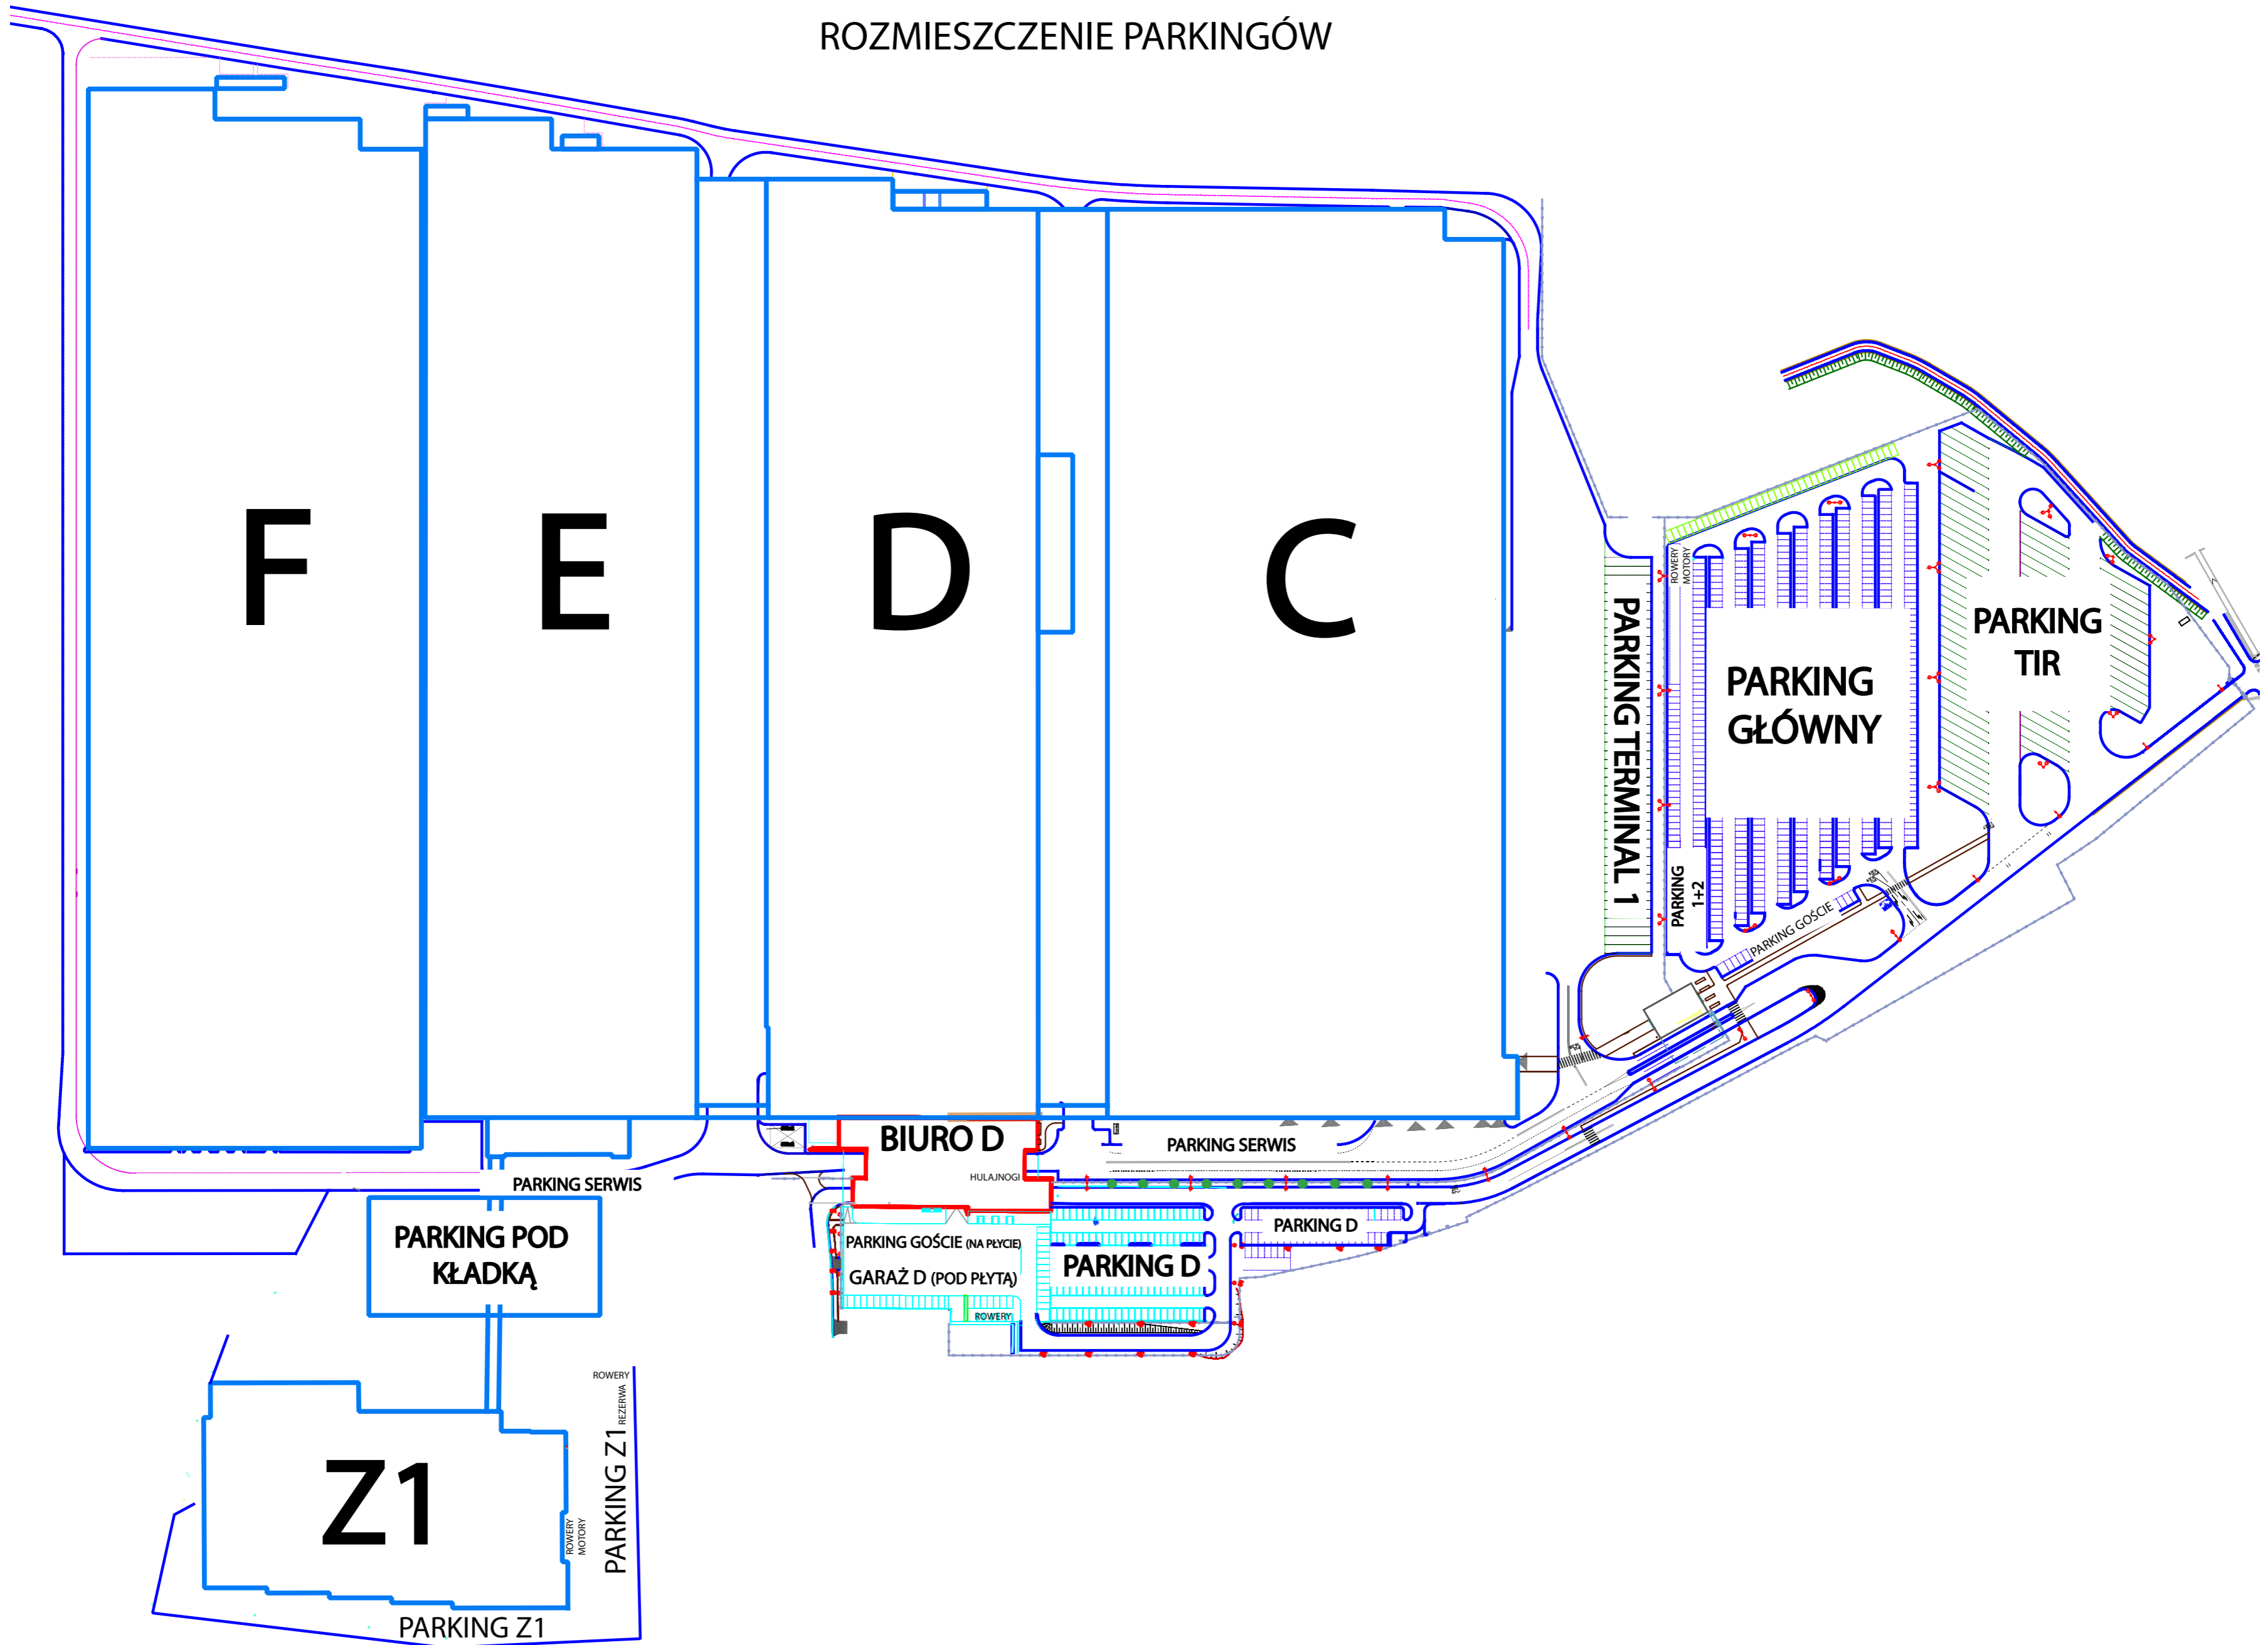 ROZMIESZCZENIE PARKINGÓW
F
E
D
C
PARKING TERMINAL 1
ROWERY
MOTORY
PARKING
GŁÓWNY
PARKING
TIR
PARKING
1+2
PARKING GOŚCIE
BIURO D
HULAJNOGI
PARKING SERWIS
PARKING SERWIS
PARKING POD
KŁADKĄ
PARKING GOŚCIE (NA PŁYCIE)
GARAŻ D (POD PŁYTĄ)
ROWERY
PARKING D
PARKING D
ROWERY
PARKING Z1 REZERWA
Z1
ROWERY
MOTORY
PARKING Z1